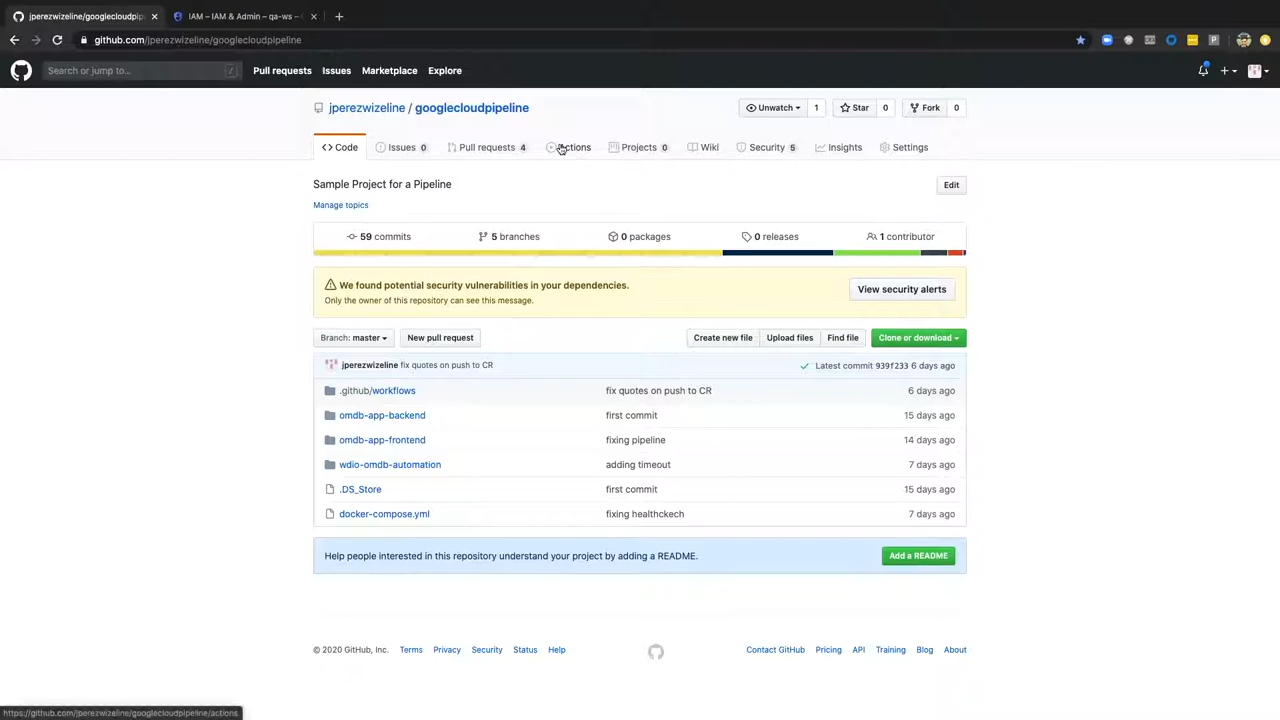 jperezwizeline/googlecloudpip
IAM – IAM & Admin – qa-ws –
github.com/jperezwizeline/googlecloudpipeline
Search or jump to...
/
Pull requests
Issues
Marketplace
Explore
jperezwizeline / googlecloudpipeline
Unwatch
1
Star
0
Fork
0
Code
Issues 0
Pull requests 4
Actions
Projects 0
Wiki
Security 5
Insights
Settings
Sample Project for a Pipeline
Edit
Manage topics
59 commits
5 branches
0 packages
0 releases
1 contributor
We found potential security vulnerabilities in your dependencies.
Only the owner of this repository can see this message.
View security alerts
Branch: master
New pull request
Create new file
Upload files
Find file
Clone or download
jperezwizeline fix quotes on push to CR
Latest commit 939f233 6 days ago
.github/workflows
fix quotes on push to CR
6 days ago
omdb-app-backend
first commit
15 days ago
omdb-app-frontend
fixing pipeline
14 days ago
wdio-omdb-automation
adding timeout
7 days ago
.DS_Store
first commit
15 days ago
docker-compose.yml
fixing healthckech
7 days ago
Help people interested in this repository understand your project by adding a README.
Add a README
© 2020 GitHub, Inc.
Terms
Privacy
Security
Status
Help
Contact GitHub
Pricing
API
Training
Blog
About
https://github.com/jperezwizeline/googlecloudpipeline/actions